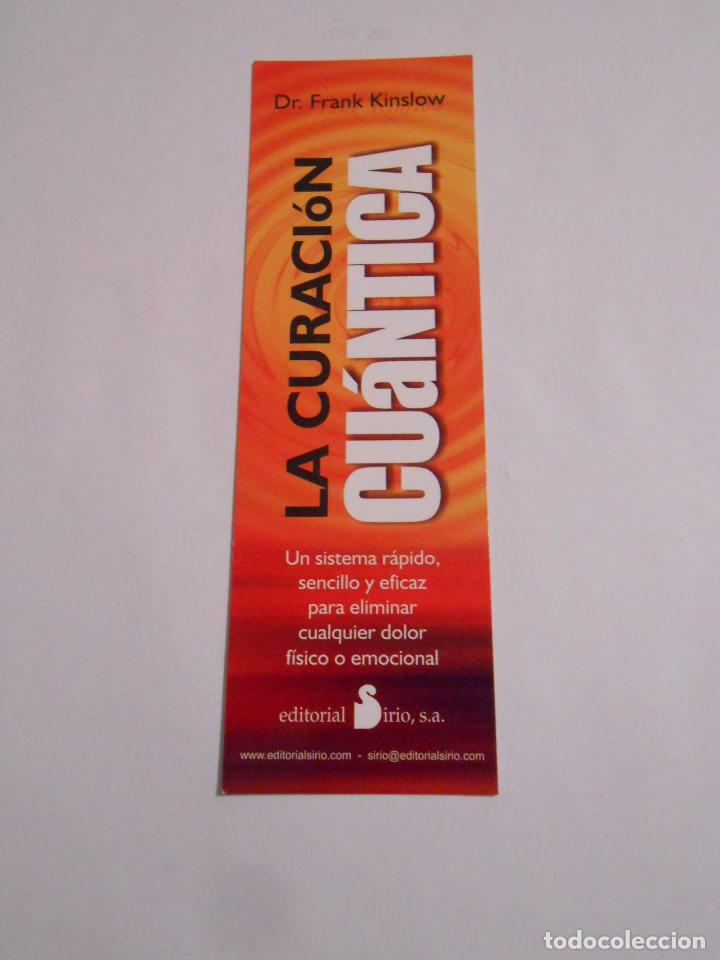 Dr. Frank Kinslow
LA CURACIóN
CUáNTICA
Un sistema rápido,
sencillo y eficaz
para eliminar
cualquier dolor
físico o emocional
editorial Sirio, s.a.
www.editorialsirio.com - sirio@editorialsirio.com
todocoleccion